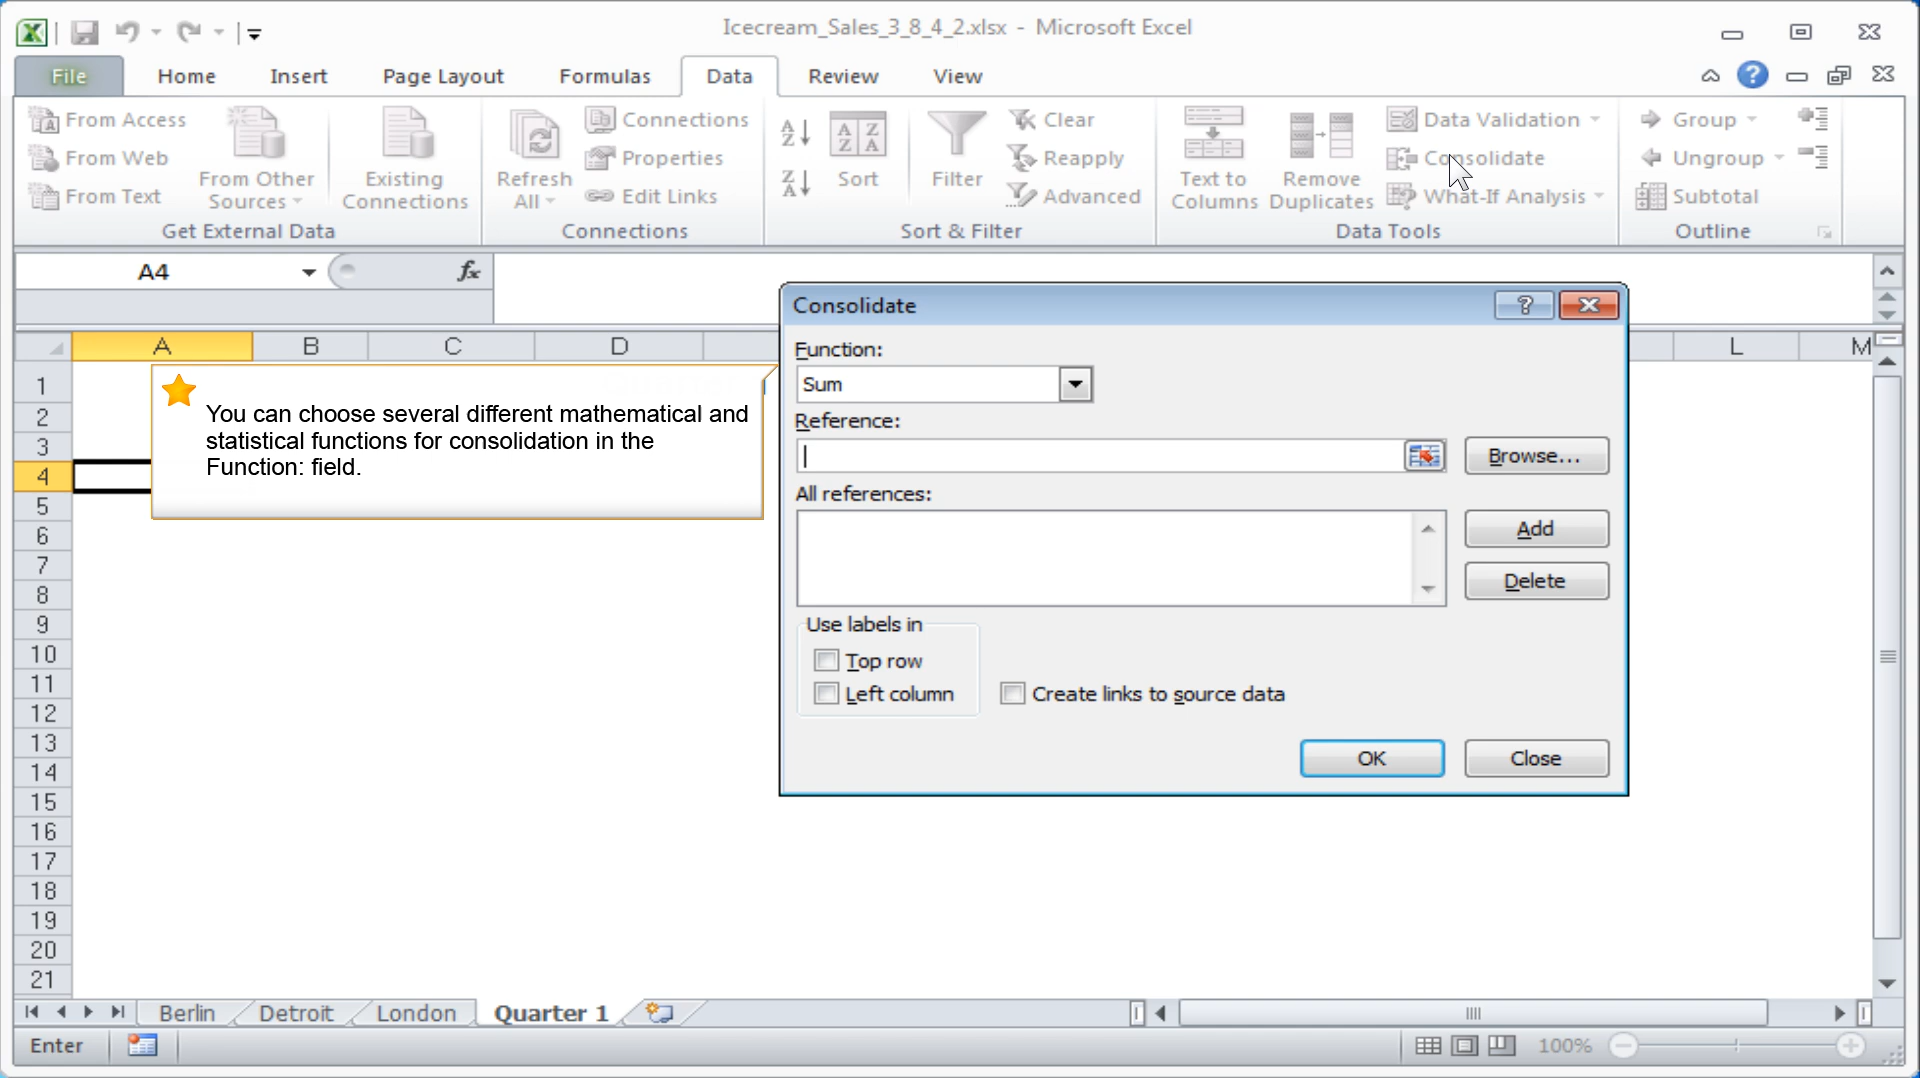 Icecream_Sales_3_8_4_2.xlsx - Microsoft Excel
File Home Insert Page Layout Formulas Data Review View
From Access
From Web
From Text
From Other
Sources
Existing
Connections
Get External Data
Refresh
All
Connections
Properties
Edit Links
Connections
Sort
Filter
Clear
Reapply
Advanced
Sort & Filter
Text to
Columns
Remove
Duplicates
Data Validation
Consolidate
What-If Analysis
Data Tools
Group
Ungroup
Subtotal
Outline
A4
fx
A B C D L M
1
2
3
4
5
6
7
8
9
10
11
12
13
14
15
16
17
18
19
20
21
You can choose several different mathematical and
statistical functions for consolidation in the
Function: field.
Consolidate
Function:
Sum
Reference:
Browse...
All references:
Add
Delete
Use labels in
Top row
Left column
Create links to source data
OK
Close
Berlin Detroit London Quarter 1
Enter
100%